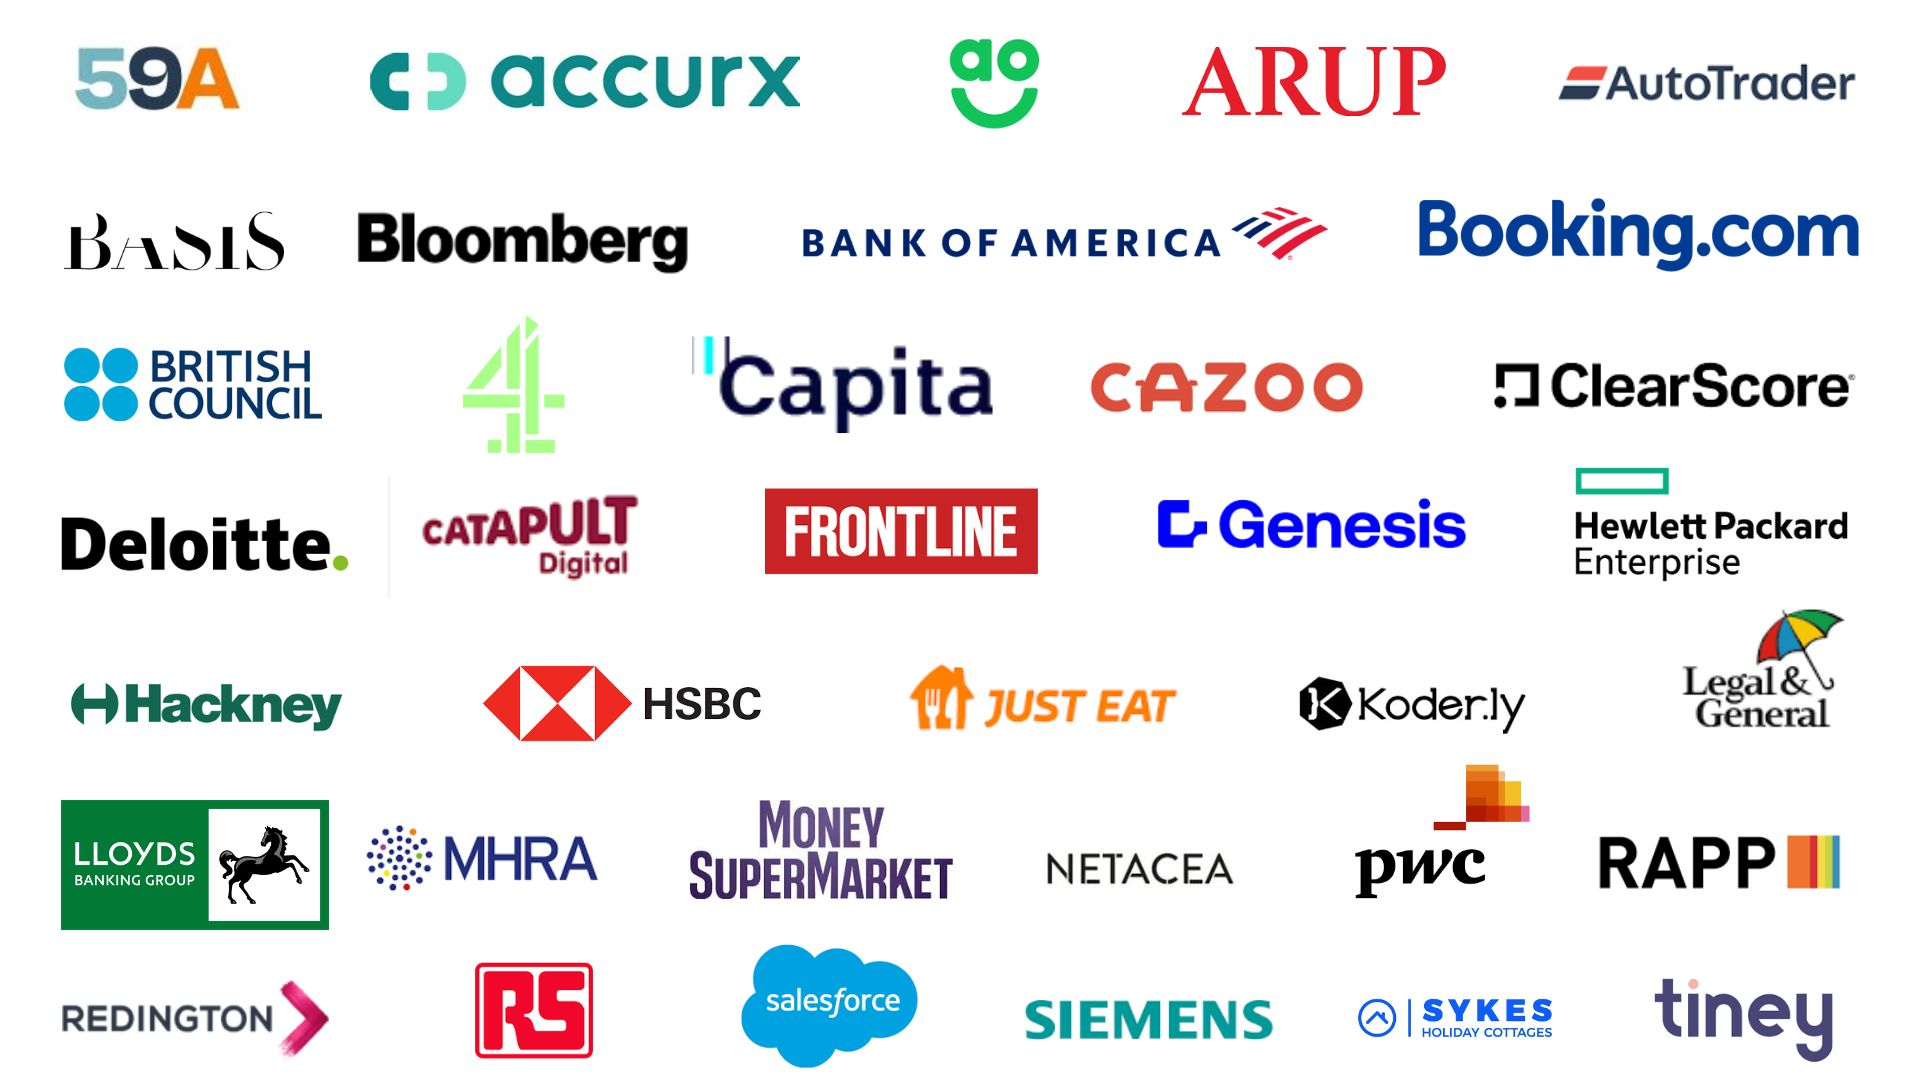 59A
accurx
ao
ARUP
AutoTrader
BASIS
Bloomberg
BANK OF AMERICA
Booking.com
BRITISH
COUNCIL
4
Capita
CAZOO
ClearScore
Deloitte.
CATAPULT
Digital
FRONTLINE
Genesis
Hewlett Packard
Enterprise
Hackney
HSBC
JUST EAT
Koder.ly
Legal &
General
LLOYDS
BANKING GROUP
MHRA
MONEY
SUPERMARKET
NETACEA
pwc
RAPP
REDINGTON
RS
salesforce
SIEMENS
SYKES
HOLIDAY COTTAGES
tiney